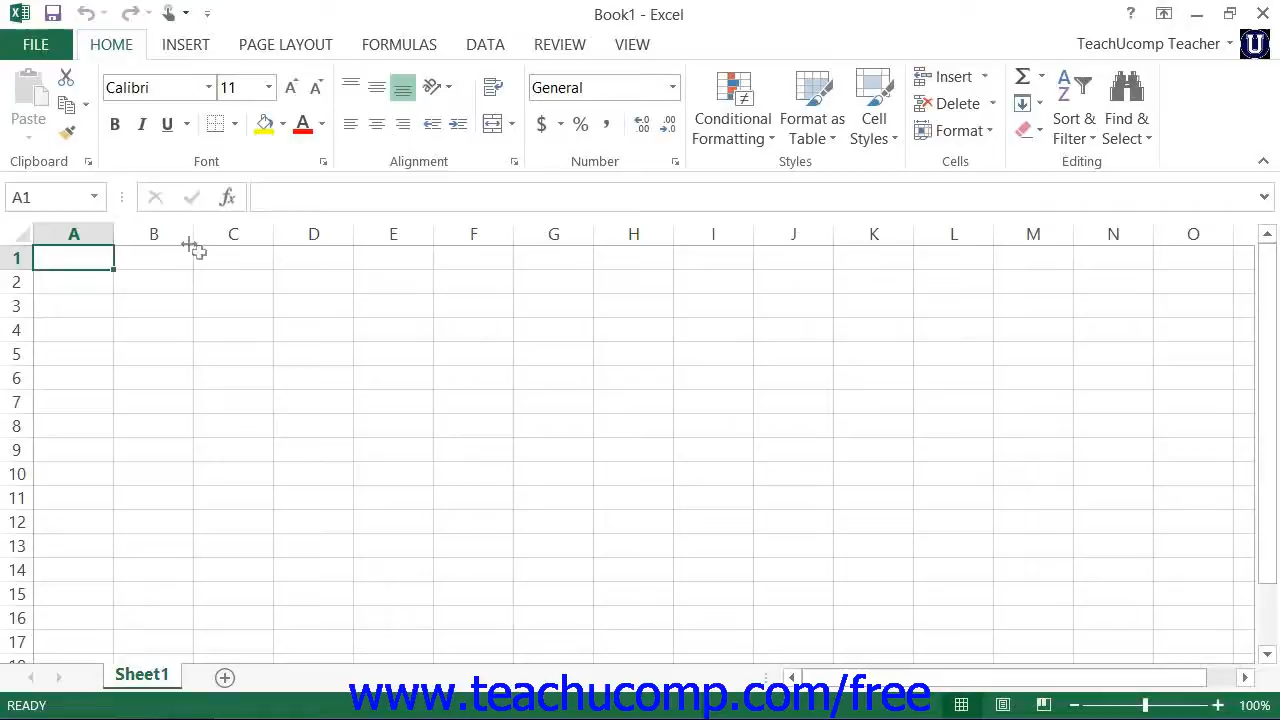 Book1 - Excel
?
FILE HOME INSERT PAGE LAYOUT FORMULAS DATA REVIEW VIEW TeachUcomp Teacher U
Paste Calibri 11 A A General Conditional Formatting Format as Table Cell Styles Insert Delete Format Σ A Z Sort & Filter Find & Select
B I U A $ % , .00 .0
Clipboard Font Alignment Number Styles Cells Editing
A1 fx
A B C D E F G H I J K L M N O
1
2
3
4
5
6
7
8
9
10
11
12
13
14
15
16
17
Sheet1
www.teachucomp.com/free
READY 100%